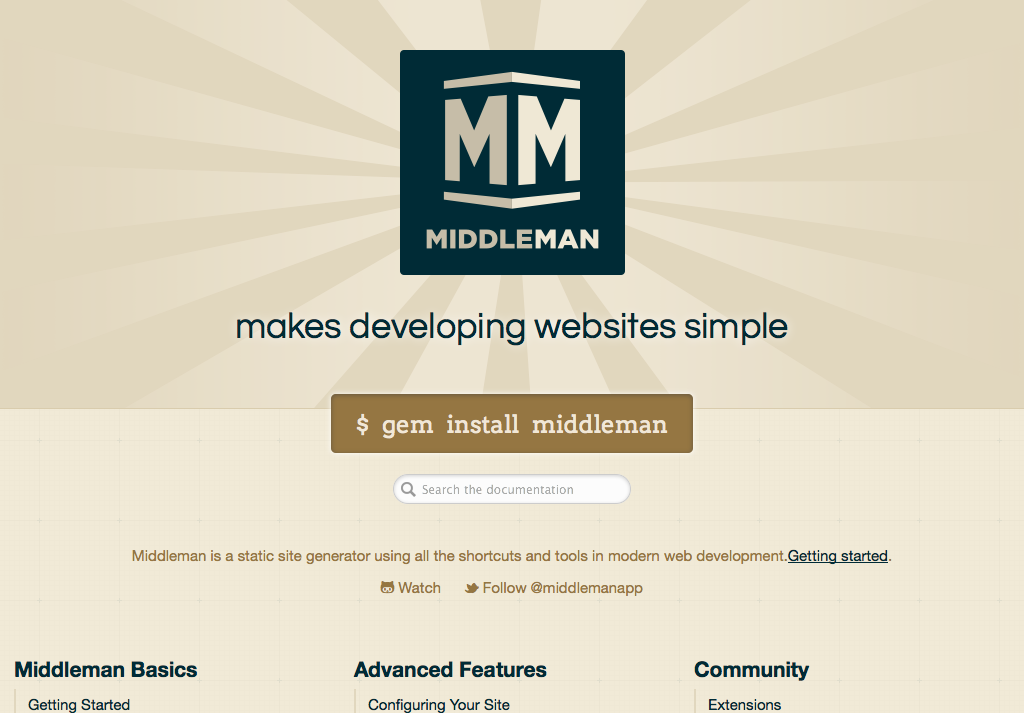 MM
MIDDLEMAN
makes developing websites simple
$ gem install middleman
Search the documentation
Middleman is a static site generator using all the shortcuts and tools in modern web development.Getting started.
Watch Follow @middlemanapp
Middleman Basics
Getting Started
Advanced Features
Configuring Your Site
Community
Extensions